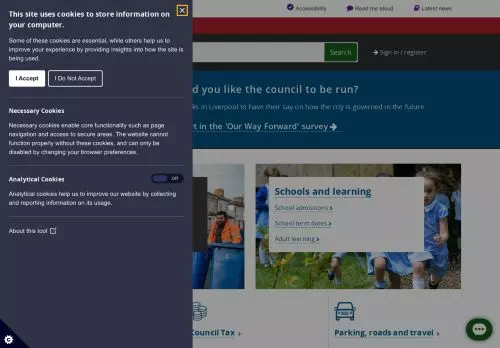 This site uses cookies to store information on your computer.
Some of these cookies are essential, while others help us to improve your experience by providing insights into how the site is being used.
I Accept
I Do Not Accept
Necessary Cookies
Necessary cookies enable core functionality such as page navigation and access to secure areas. The website cannot function properly without these cookies, and can only be disabled by changing your browser preferences.
Analytical Cookies
Off
Analytical cookies help us to improve our website by collecting and reporting information on its usage.
About this tool
Accessibility
Read me aloud
Latest news
Search
Sign in / register
d you like the council to be run?
ks in Liverpool to have their say on how the city is governed in the future.
rt in the 'Our Way Forward' survey
Schools and learning
School admissions
School term dates
Adult learning
Council Tax
Parking, roads and travel